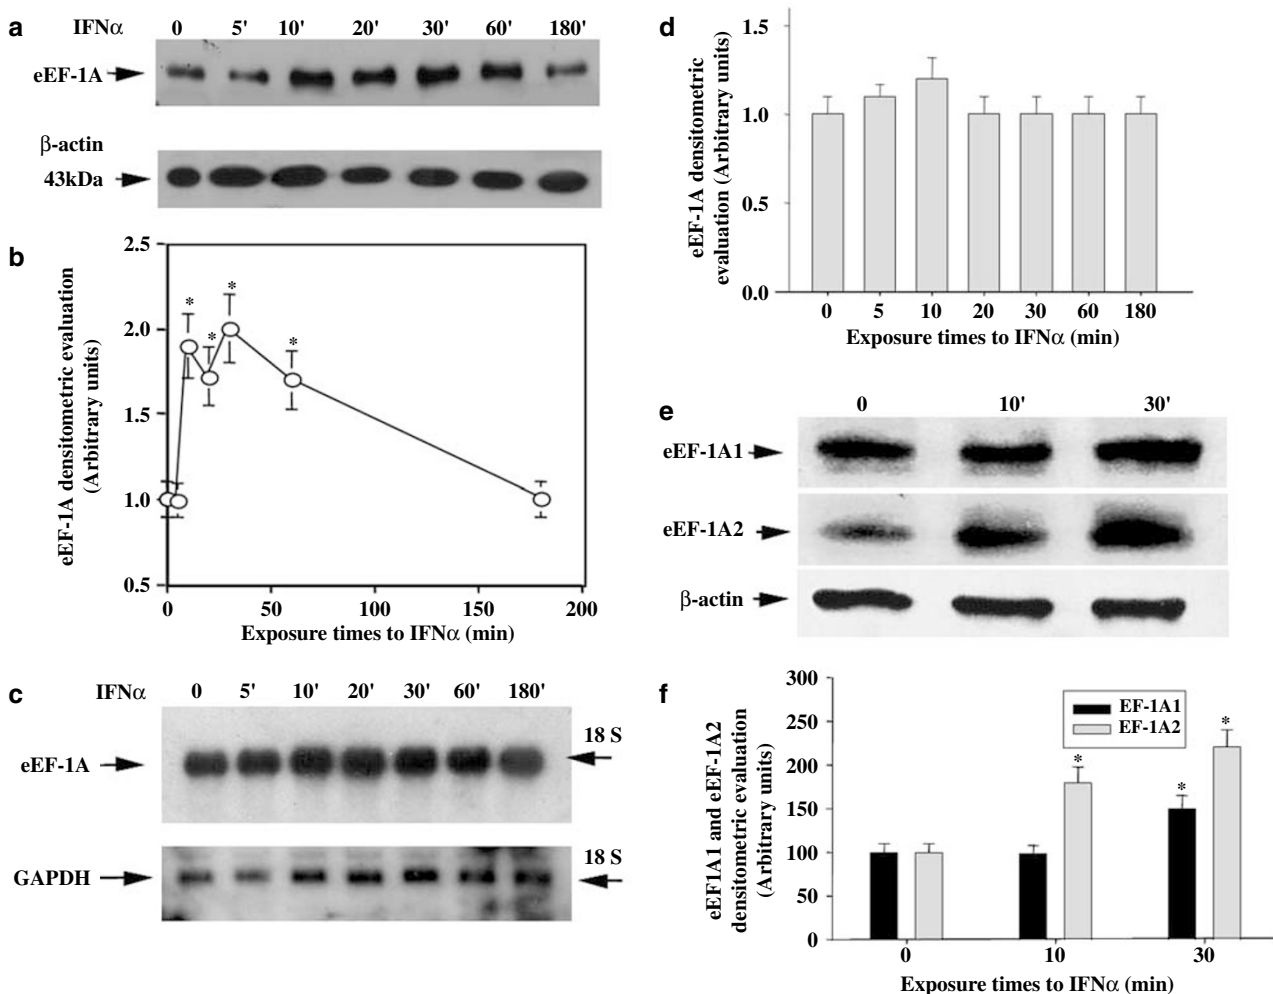 a
IFNα 0 5' 10' 20' 30' 60' 180'
eEF-1A
β-actin
43kDa
b
eEF-1A densitometric evaluation
(Arbitrary units)
2.5
2.0
*
*
*
*
1.5
1.0
0.5
0 50 100 150 200
Exposure times to IFNα (min)
c
IFNα 0 5' 10' 20' 30' 60' 180'
18 S
eEF-1A
18 S
GAPDH
d
eEF-1A densitometric
evaluation (Arbitrary units)
1.5
1.0
0.5
0.0
0 5 10 20 30 60 180
Exposure times to IFNα (min)
e
0 10' 30'
eEF-1A1
eEF-1A2
β-actin
f
eEF1A1 and eEF-1A2
densitometric evaluation
(Arbitrary units)
300
250
200
150
100
50
0
EF-1A1
EF-1A2
*
*
*
0 10 30
Exposure times to IFNα (min)